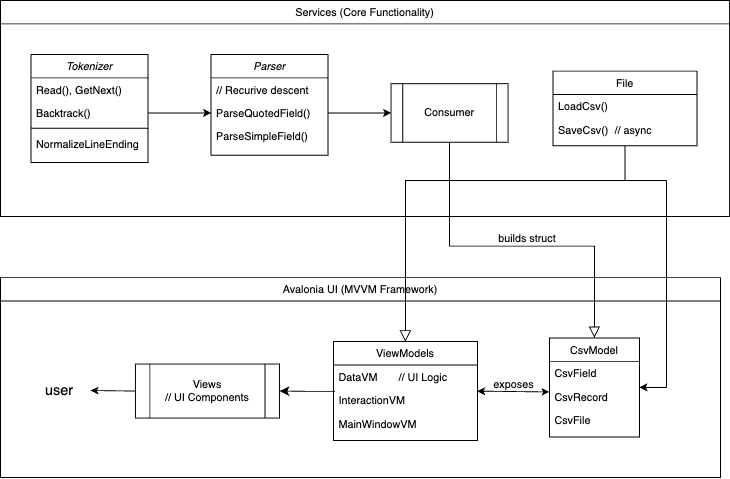 Services (Core Functionality)
Tokenizer
Read(), GetNext()
Backtrack()
NormalizeLineEnding
Parser
// Recurive descent
ParseQuotedField()
ParseSimpleField()
Consumer
File
LoadCsv()
SaveCsv() // async
builds struct
Avalonia UI (MVVM Framework)
user
Views
// UI Components
ViewModels
DataVM // UI Logic
InteractionVM
MainWindowVM
exposes
CsvModel
CsvField
CsvRecord
CsvFile